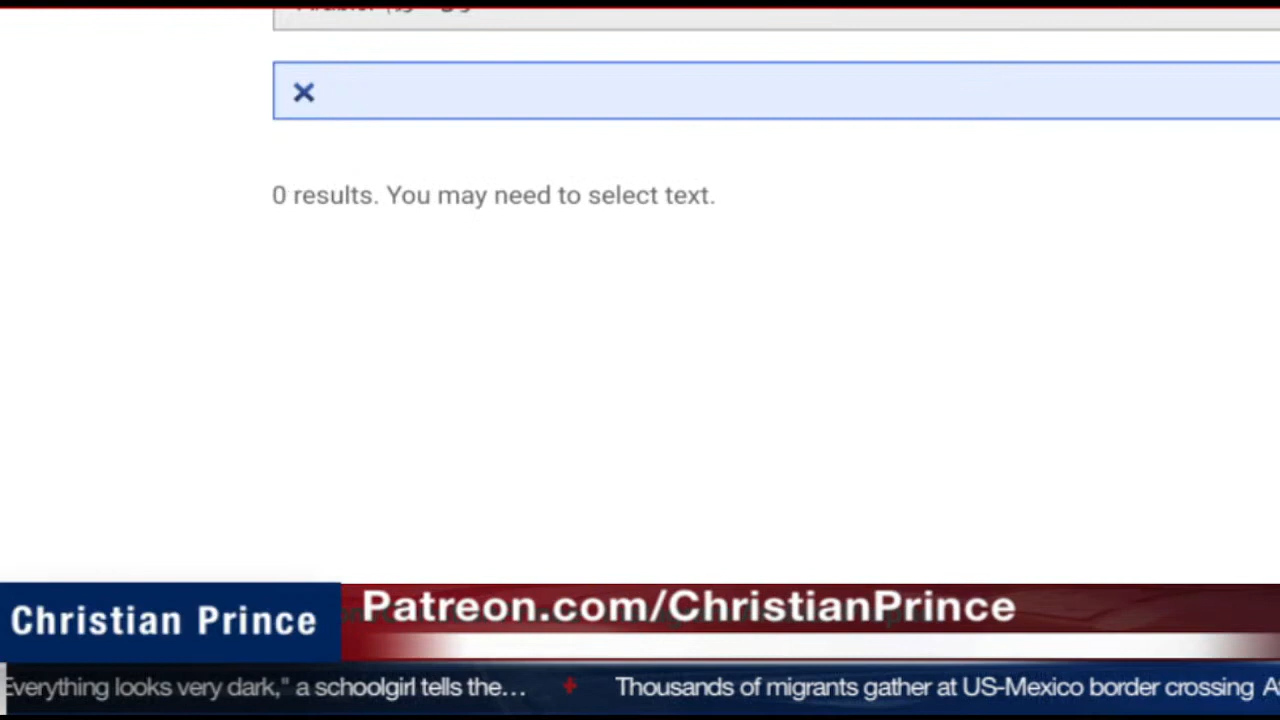 0 results. You may need to select text.
Patreon.com/ChristianPrince
Christian Prince
Everything looks very dark," a schoolgirl tells the...
Thousands of migrants gather at US-Mexico border crossing